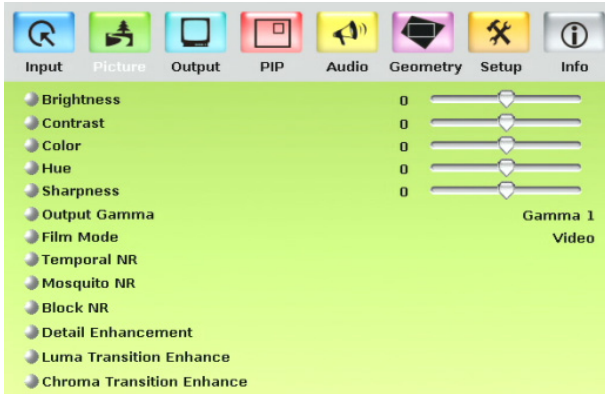 Input Picture Output PIP Audio Geometry Setup Info
Brightness 0
Contrast 0
Color 0
Hue 0
Sharpness 0
Output Gamma Gamma 1
Film Mode Video
Temporal NR
Mosquito NR
Block NR
Detail Enhancement
Luma Transition Enhance
Chroma Transition Enhance